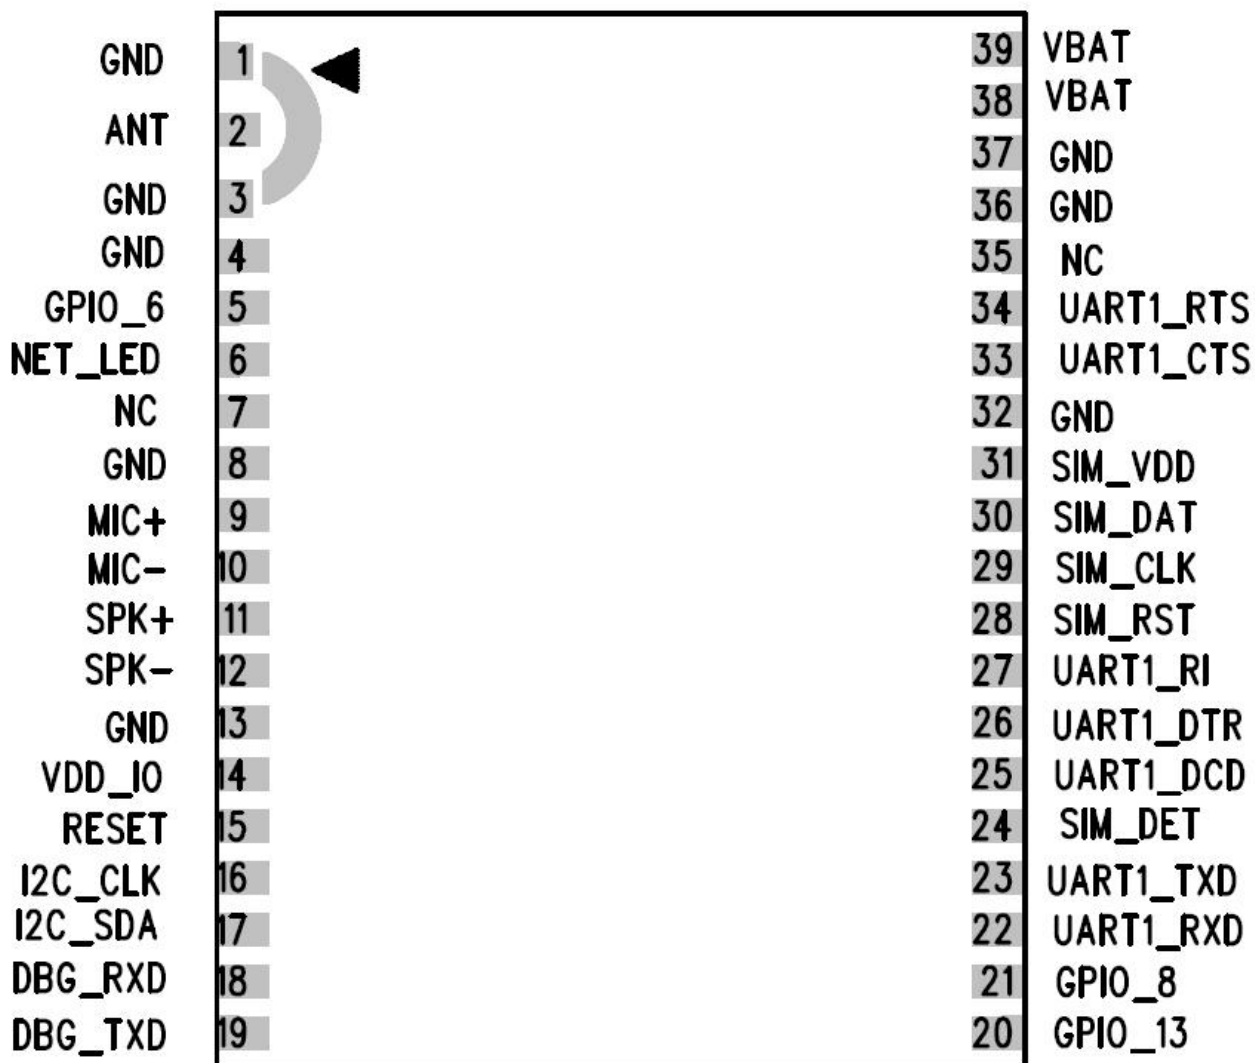 GND 1 39 VBAT
ANT 2 38 VBAT
GND 3 37 GND
36 GND
GND 4 35 NC
GPIO_6 5 34 UART1_RTS
NET_LED 6 33 UART1_CTS
NC 7 32 GND
GND 8 31 SIM_VDD
MIC+ 9 30 SIM_DAT
MIC- 10 29 SIM_CLK
SPK+ 11 28 SIM_RST
SPK- 12 27 UART1_RI
GND 13 26 UART1_DTR
VDD_IO 14 25 UART1_DCD
RESET 15 24 SIM_DET
I2C_CLK 16 23 UART1_TXD
I2C_SDA 17 22 UART1_RXD
DBG_RXD 18 21 GPIO_8
DBG_TXD 19 20 GPIO_13